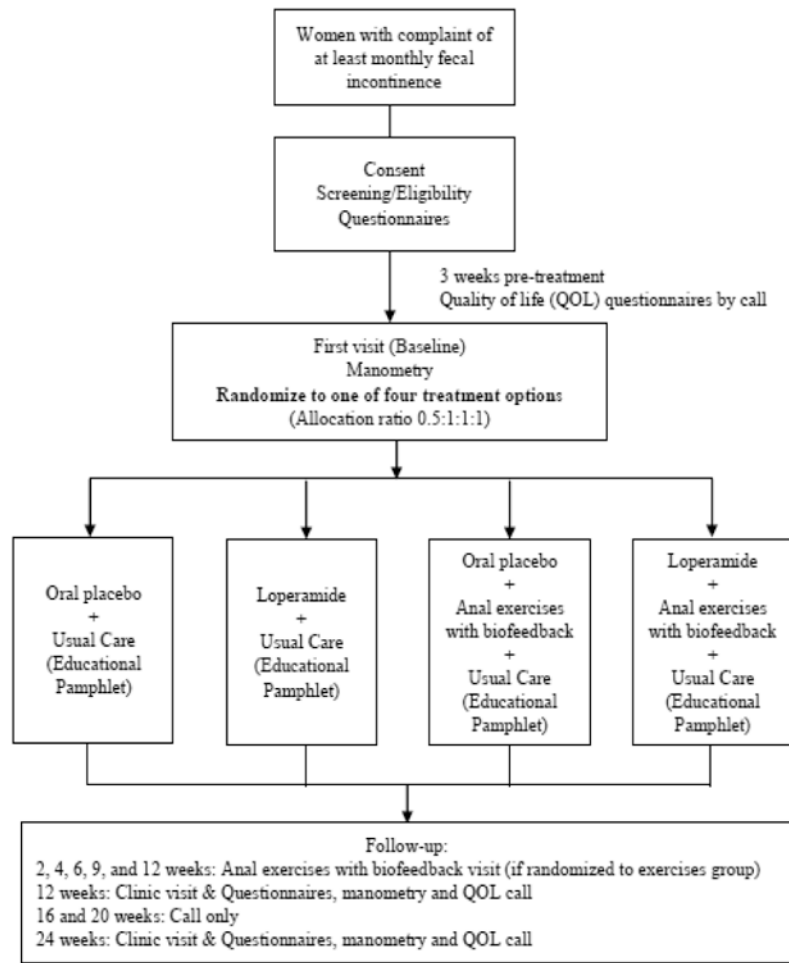 Women with complaint of
at least monthly fecal
incontinence
Consent
Screening/Eligibility
Questionnaires
3 weeks pre-treatment
Quality of life (QOL) questionnaires by call
First visit (Baseline)
Manometry
Randomize to one of four treatment options
(Allocation ratio 0.5:1:1:1)
Oral placebo
+
Usual Care
(Educational
Pamphlet)
Loperamide
+
Usual Care
(Educational
Pamphlet)
Oral placebo
+
Anal exercises
with biofeedback
+
Usual Care
(Educational
Pamphlet)
Loperamide
+
Anal exercises
with biofeedback
+
Usual Care
(Educational
Pamphlet)
Follow-up:
2, 4, 6, 9, and 12 weeks: Anal exercises with biofeedback visit (if randomized to exercises group)
12 weeks: Clinic visit & Questionnaires, manometry and QOL call
16 and 20 weeks: Call only
24 weeks: Clinic visit & Questionnaires, manometry and QOL call